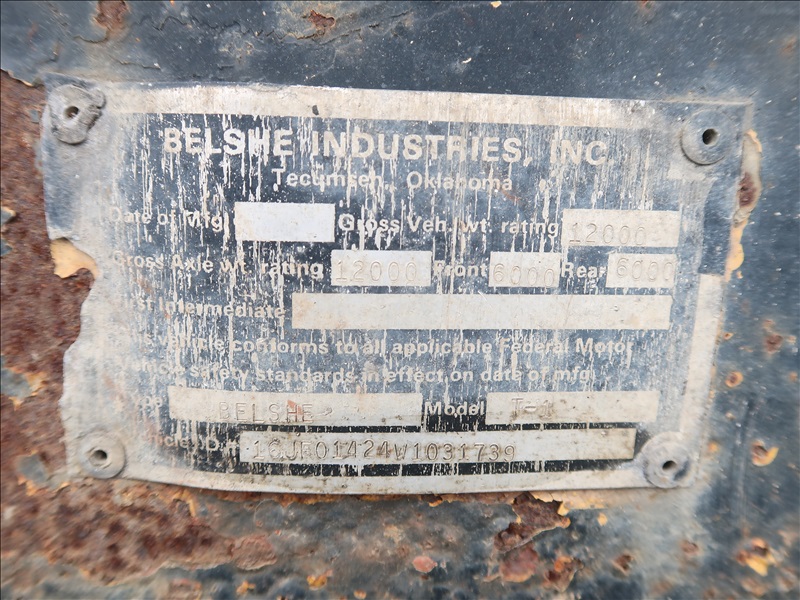 BELSHE INDUSTRIES, INC.
Tecumseh, Oklahoma
Date of Mfg. Gross Veh. wt. rating 12000
Gross Axle wt. rating 12000 Front 6000 Rear 6000
Intermediate
vehicle conforms to all applicable Federal Motor
safety standards in effect on date of mfg.
BELSHE Model T-1
16JR01424W1031739